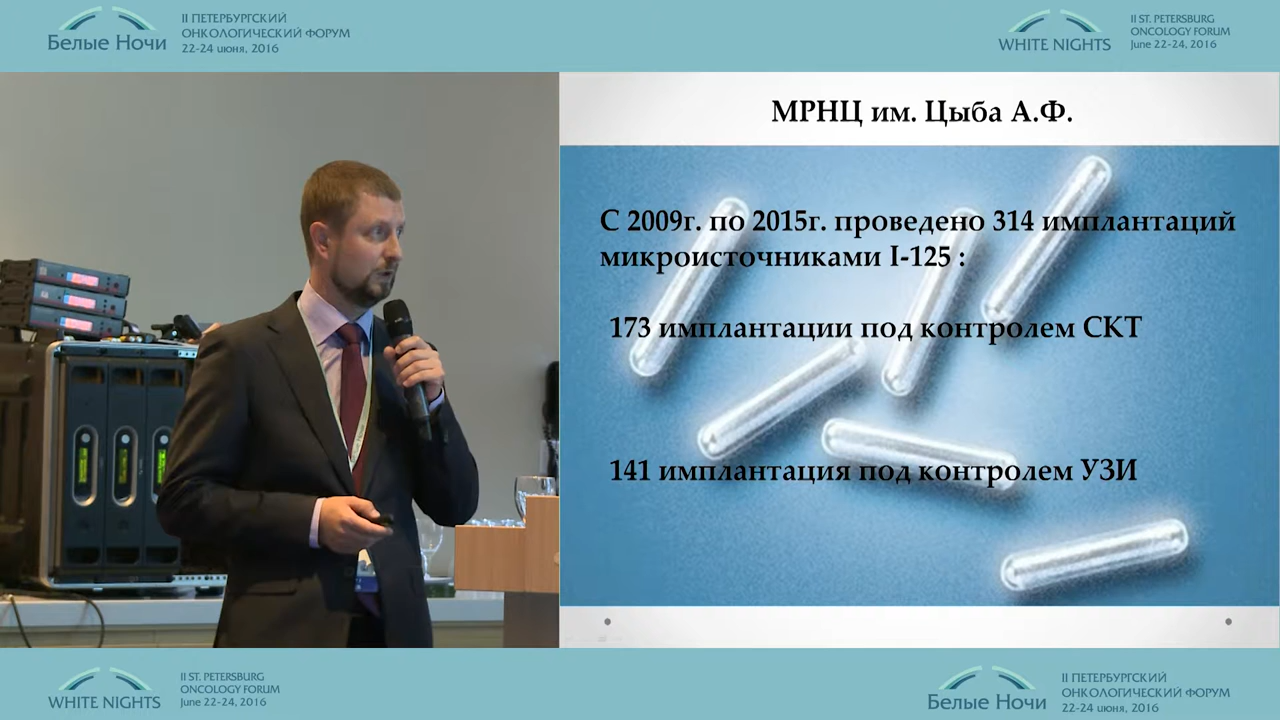 Белые Ночи
II ПЕТЕРБУРГСКИЙ
ОНКОЛОГИЧЕСКИЙ ФОРУМ
22-24 июня, 2016
WHITE NIGHTS
II ST. PETERSBURG
ONCOLOGY FORUM
June 22-24, 2016
МРНЦ им. Цыба А.Ф.
С 2009г. по 2015г. проведено 314 имплантаций
микроисточниками I-125 :
173 имплантации под контролем СКТ
141 имплантация под контролем УЗИ
WHITE NIGHTS
II ST. PETERSBURG
ONCOLOGY FORUM
June 22-24, 2016
Белые Ночи
II ПЕТЕРБУРГСКИЙ
ОНКОЛОГИЧЕСКИЙ ФОРУМ
22-24 июня, 2016